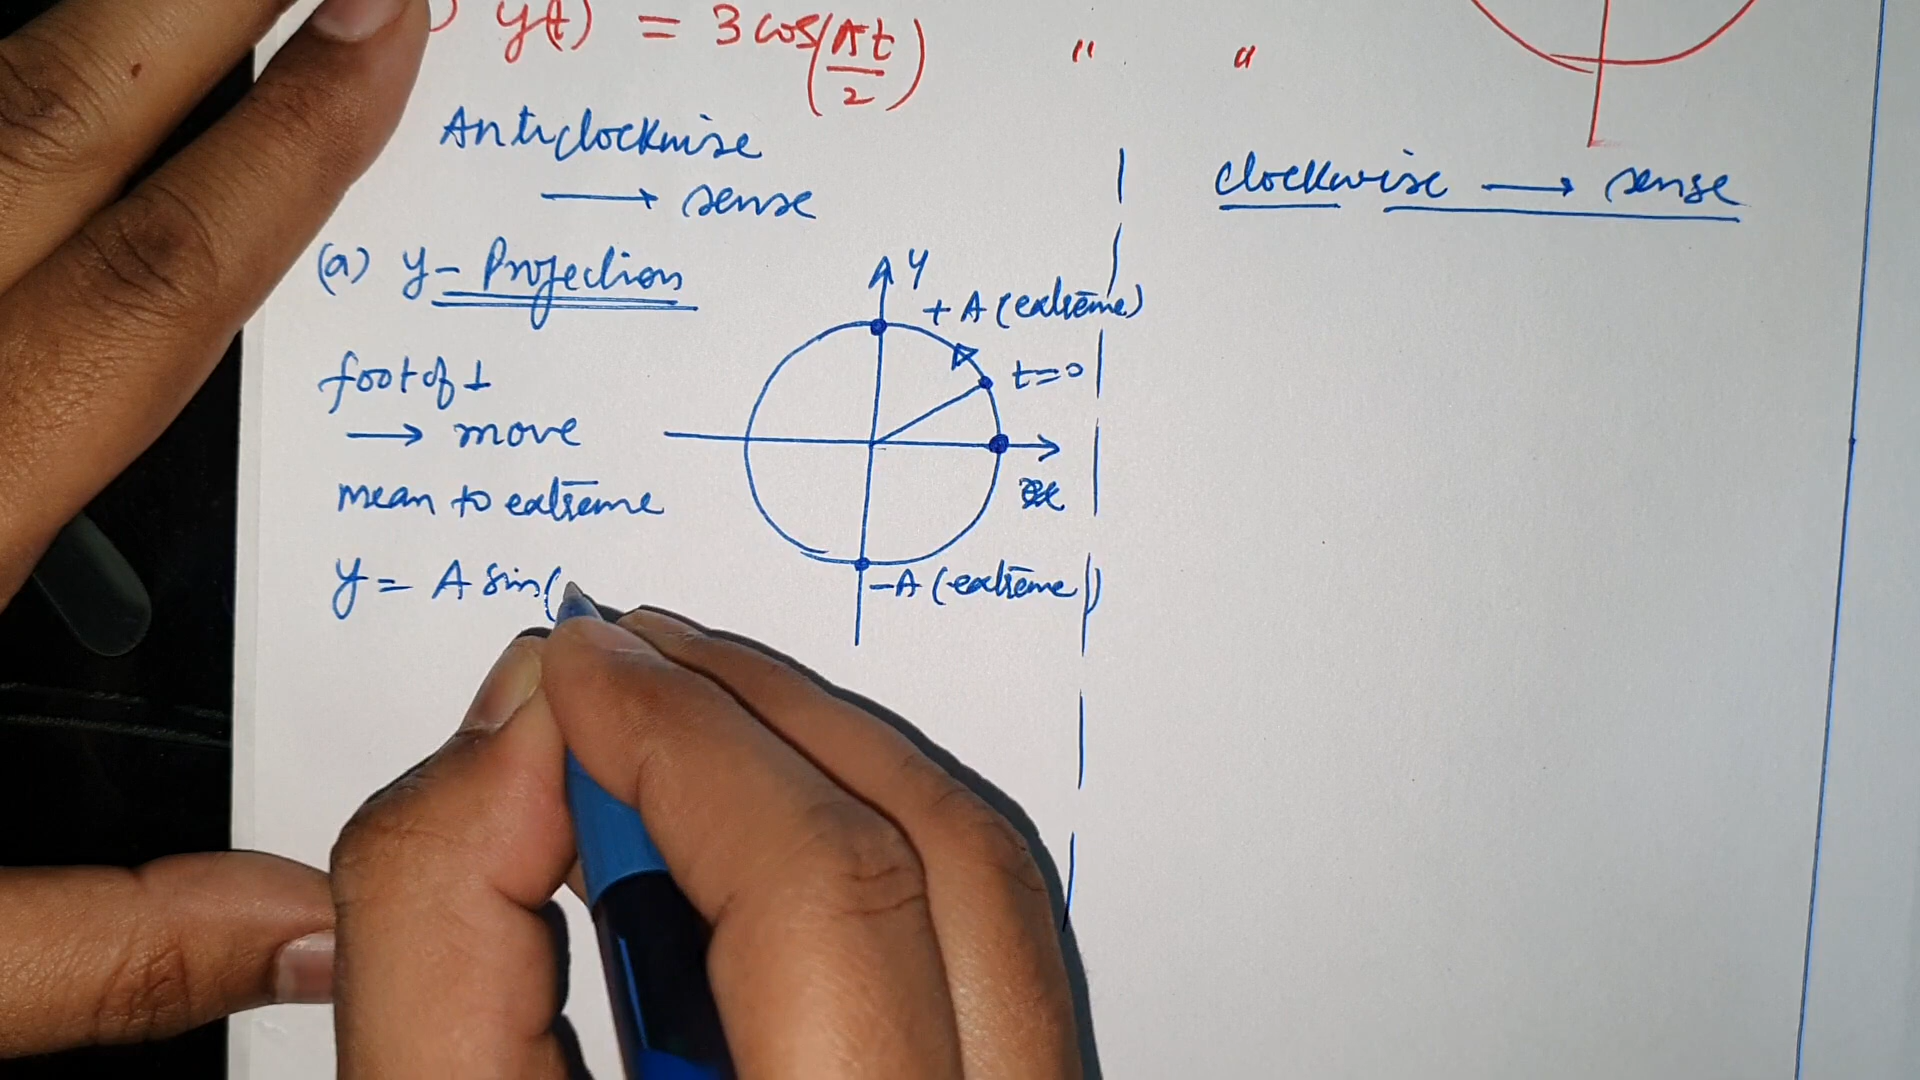 ) y(t) = 3 cos(πt/2) " "
Anticlockwise
→ sense
clockwise → sense
(a) y - Projection
foot of ⊥
→ move
mean to extreme
y = A sin(
Y
+ A (extreme)
t=0
x
-A (extreme)